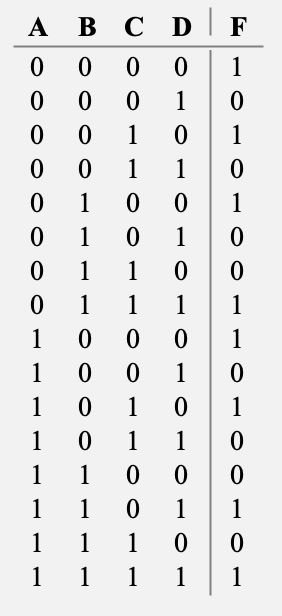 A B C D F
0 0 0 0 1
0 0 0 1 0
0 0 1 0 1
0 0 1 1 0
0 1 0 0 1
0 1 0 1 0
0 1 1 0 0
0 1 1 1 1
1 0 0 0 1
1 0 0 1 0
1 0 1 0 1
1 0 1 1 0
1 1 0 0 0
1 1 0 1 1
1 1 1 0 0
1 1 1 1 1